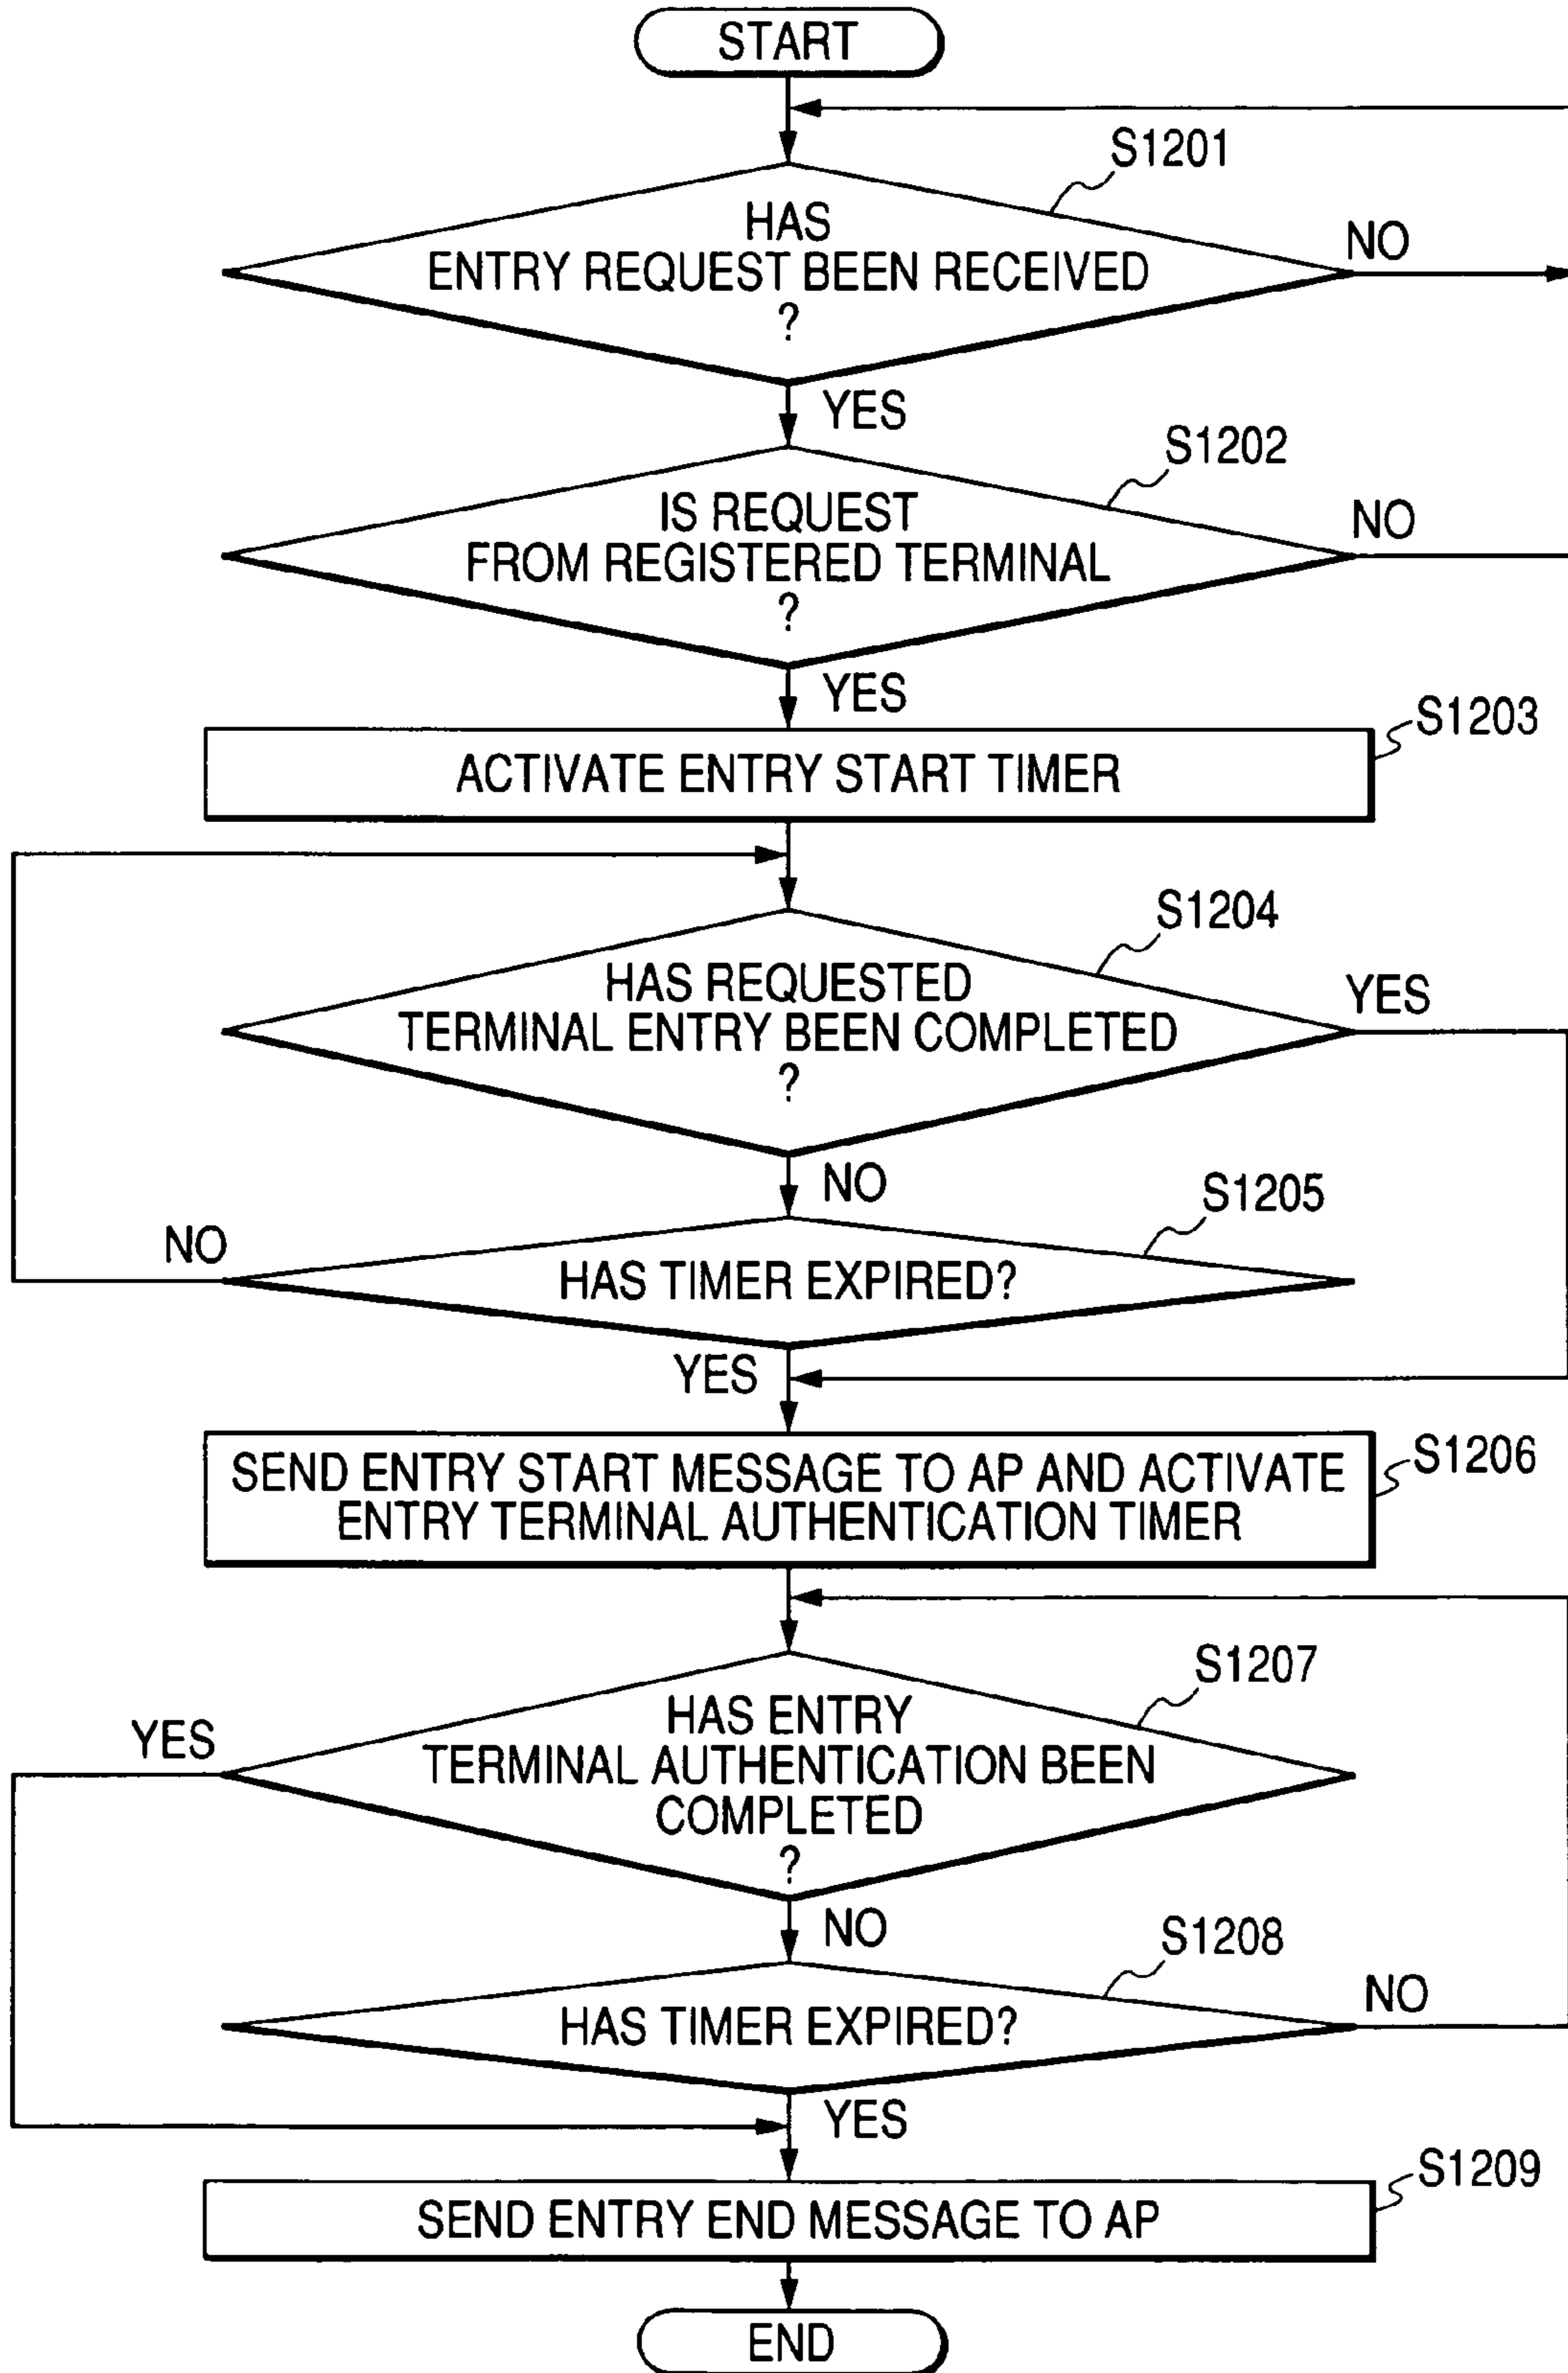 START
S1201
HAS
ENTRY REQUEST BEEN RECEIVED
?
NO
YES
S1202
IS REQUEST
FROM REGISTERED TERMINAL
?
NO
YES
S1203
ACTIVATE ENTRY START TIMER
S1204
HAS REQUESTED
TERMINAL ENTRY BEEN COMPLETED
?
YES
NO
S1205
NO
HAS TIMER EXPIRED?
YES
S1206
SEND ENTRY START MESSAGE TO AP AND ACTIVATE
ENTRY TERMINAL AUTHENTICATION TIMER
S1207
YES
HAS ENTRY
TERMINAL AUTHENTICATION BEEN
COMPLETED
?
NO
S1208
HAS TIMER EXPIRED?
NO
YES
S1209
SEND ENTRY END MESSAGE TO AP
END